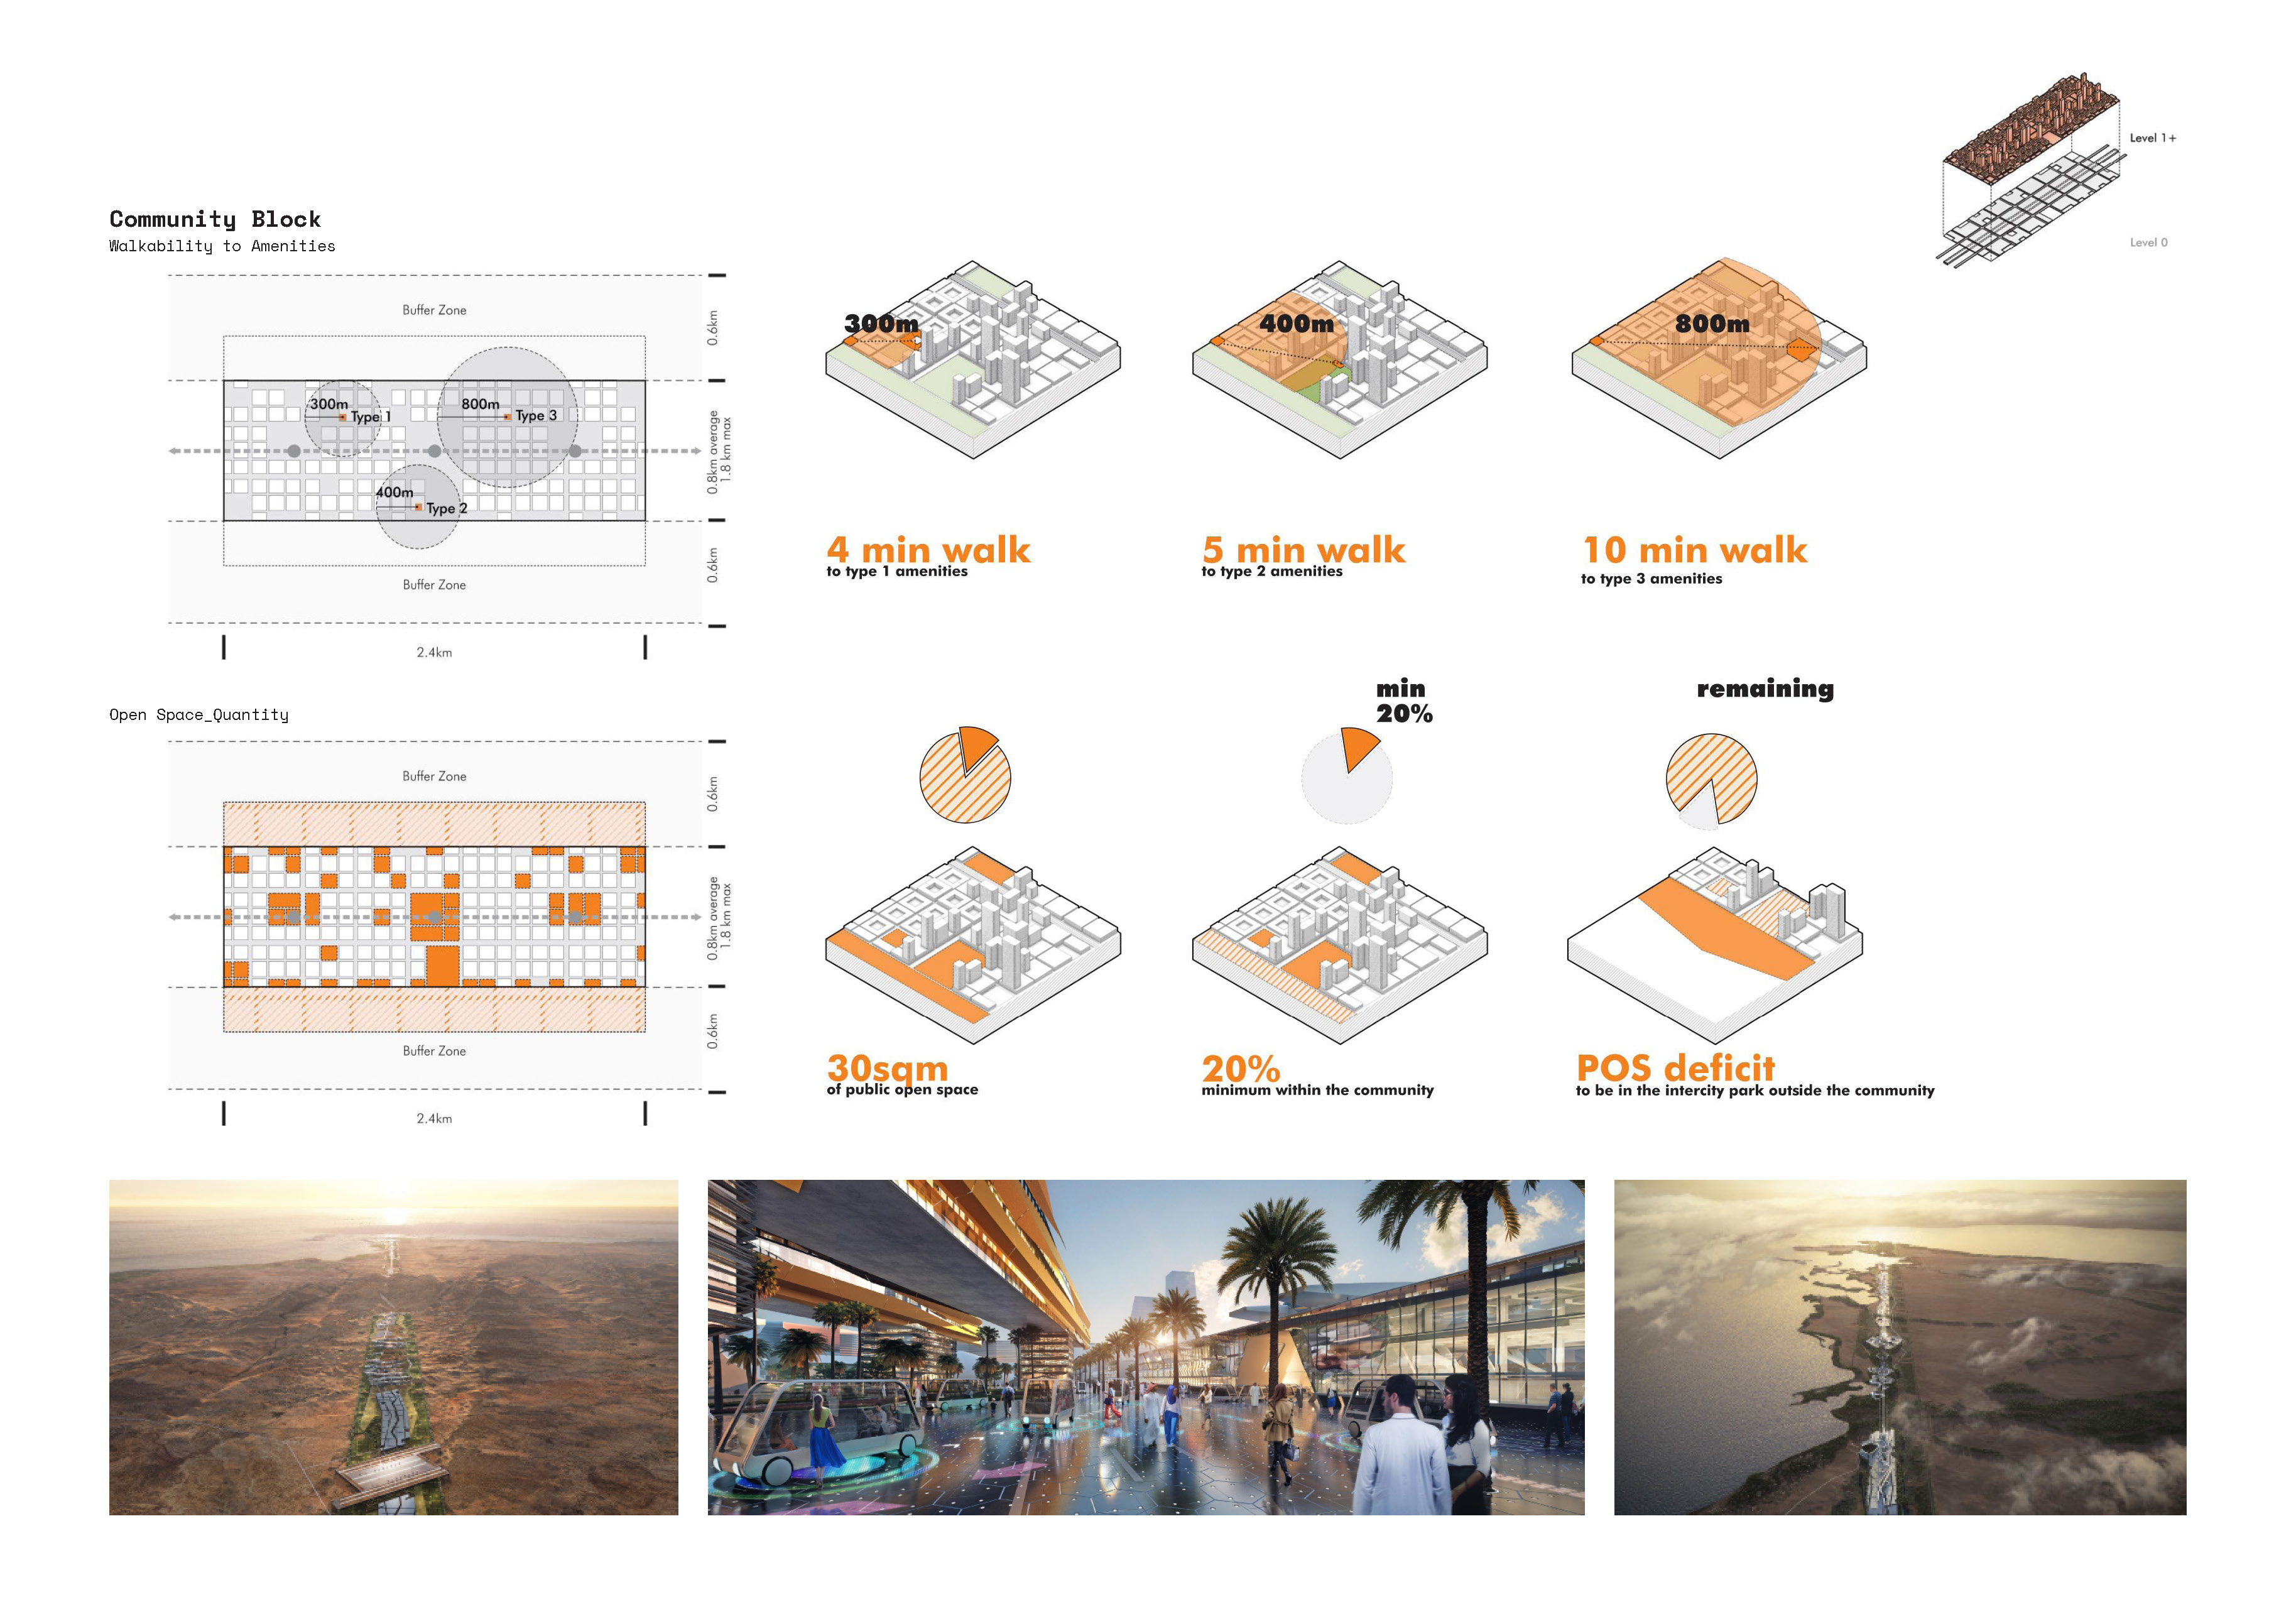 Level 1+
Level 0
Community Block
Walkability to Amenities
Buffer Zone
0.6km
300m
Type 1
800m
Type 3
0.8km average
1.8 km max
400m
Type 2
Buffer Zone
0.6km
2.4km
300m
4 min walk
to type 1 amenities
400m
5 min walk
to type 2 amenities
800m
10 min walk
to type 3 amenities
Open Space_Quantity
Buffer Zone
0.6km
0.8km average
1.8 km max
Buffer Zone
0.6km
2.4km
30sqm
of public open space
min
20%
20%
minimum within the community
remaining
POS deficit
to be in the intercity park outside the community